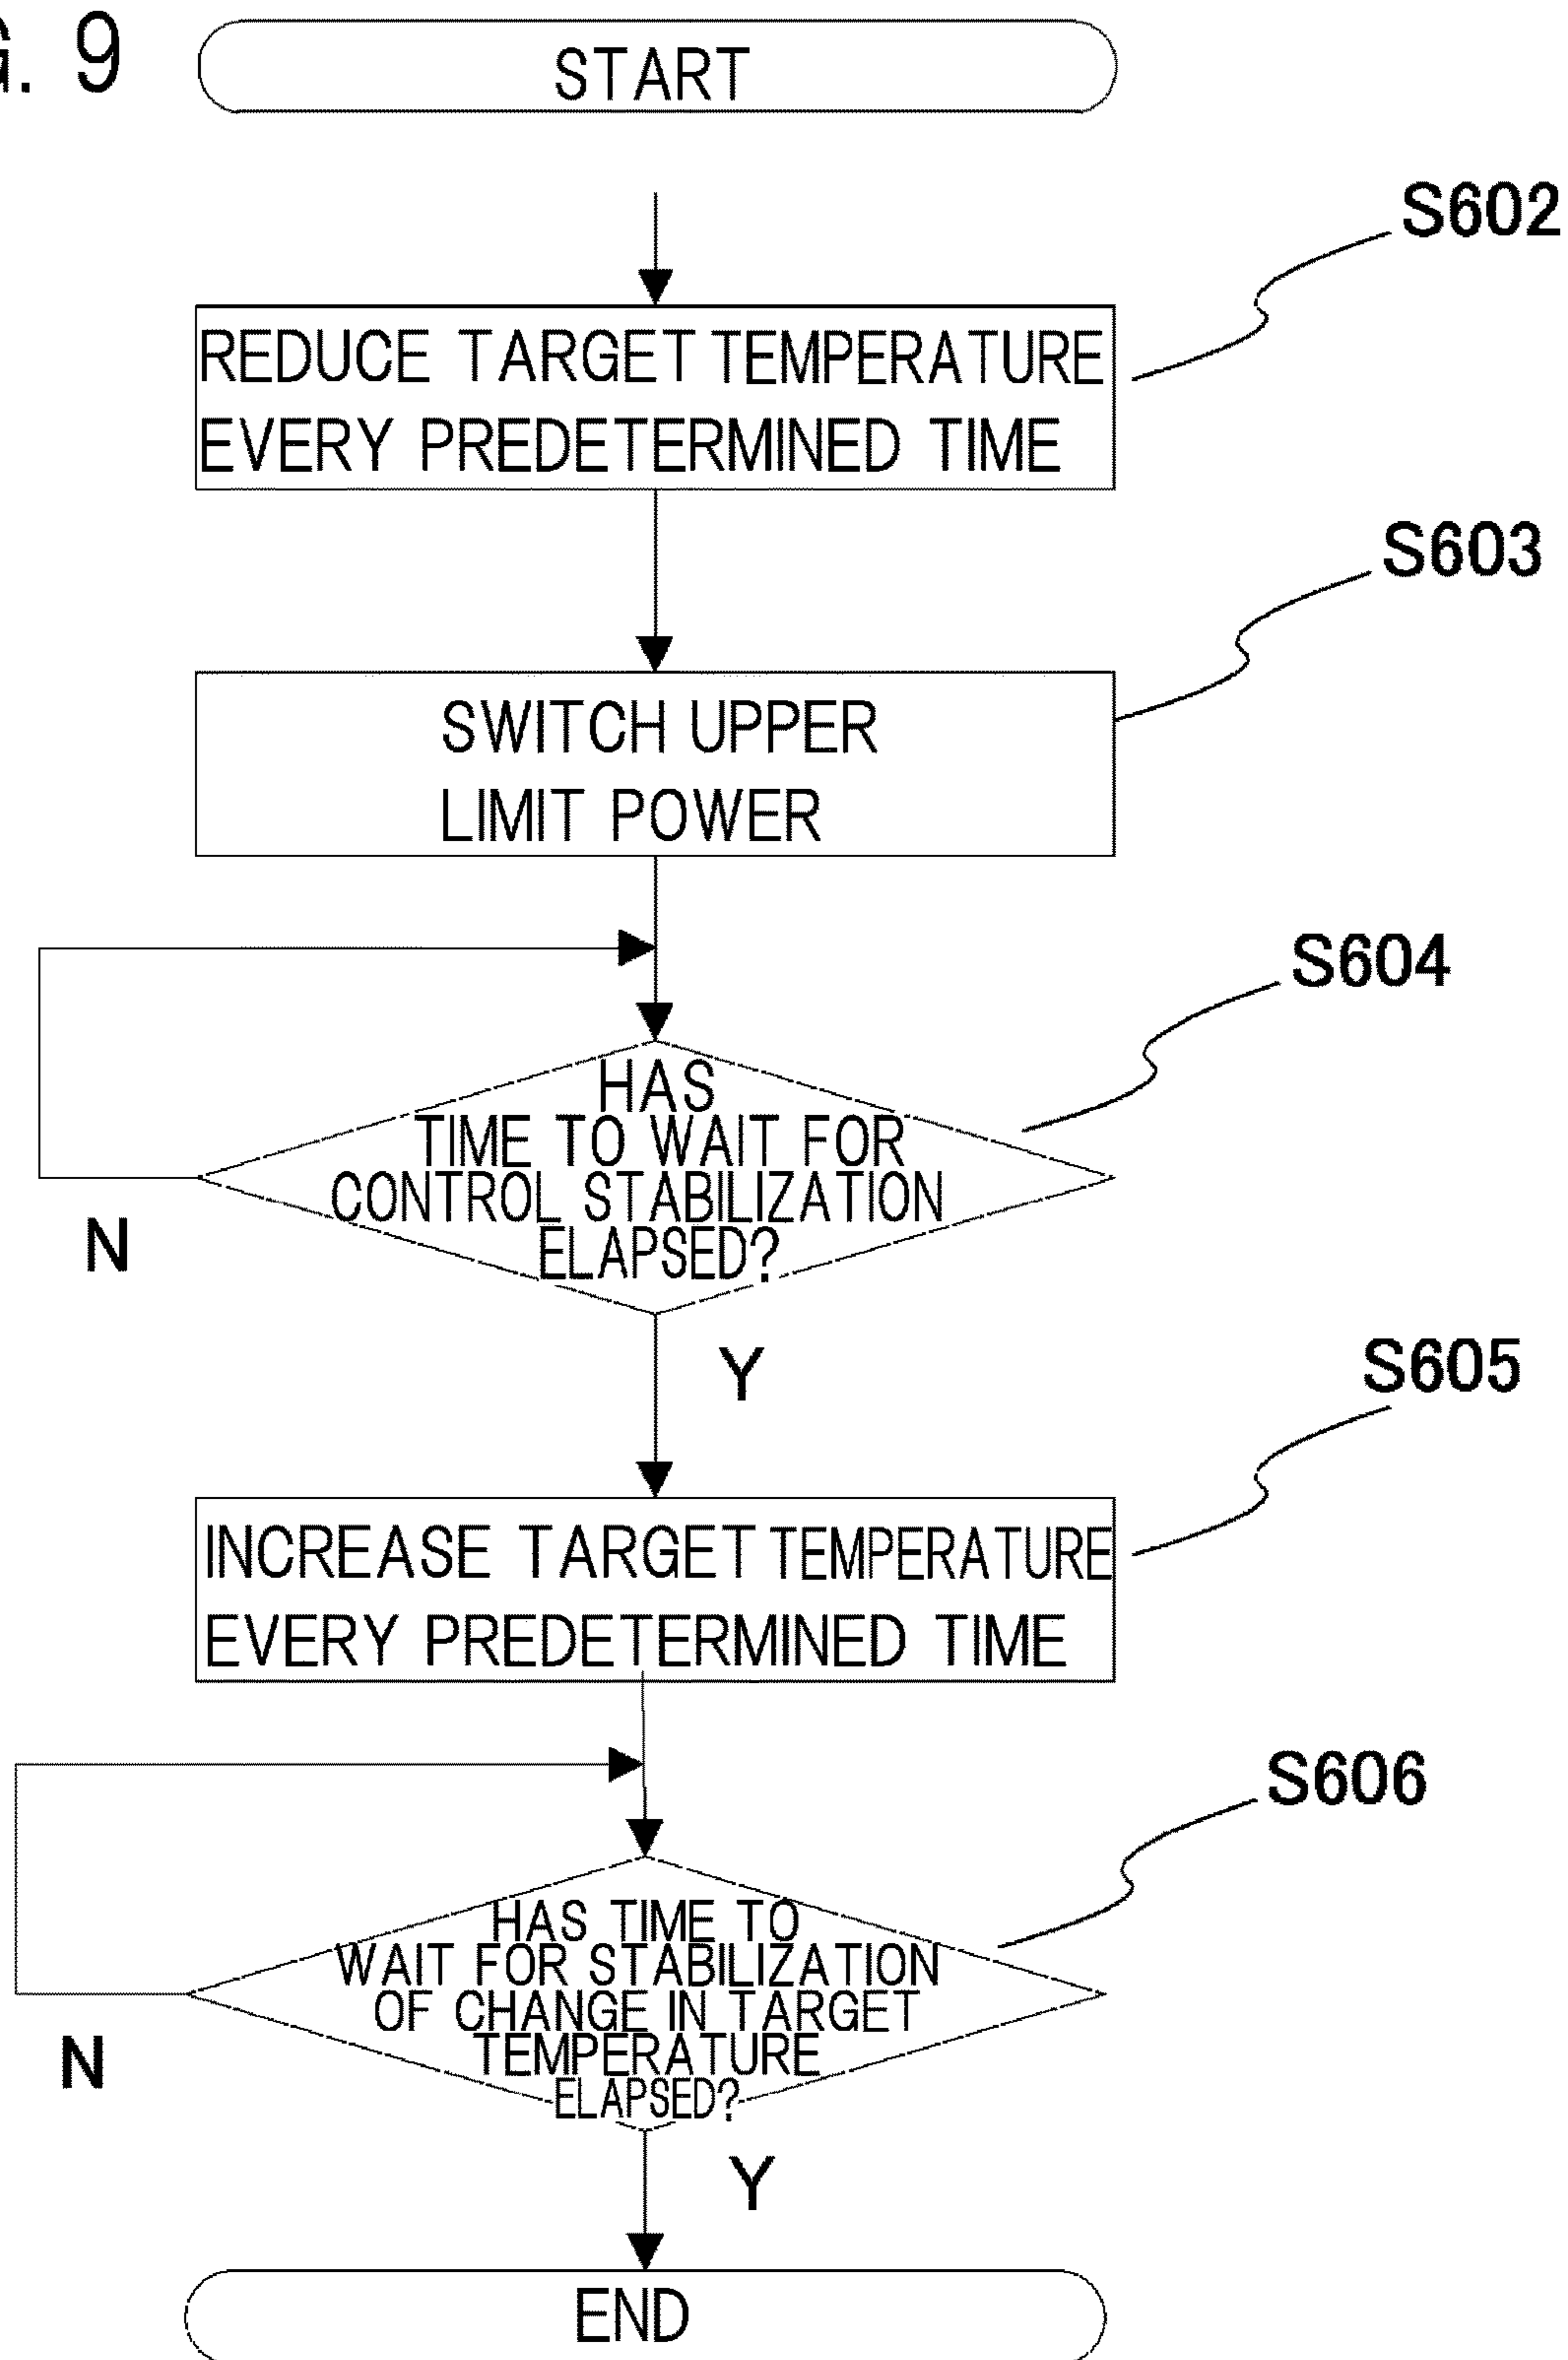 G. 9
START
S602
REDUCE TARGET TEMPERATURE
EVERY PREDETERMINED TIME
S603
SWITCH UPPER
LIMIT POWER
S604
HAS
TIME TO WAIT FOR
CONTROL STABILIZATION
ELAPSED?
N
Y
S605
INCREASE TARGET TEMPERATURE
EVERY PREDETERMINED TIME
S606
HAS TIME TO
WAIT FOR STABILIZATION
OF CHANGE IN TARGET
TEMPERATURE
ELAPSED?
N
Y
END